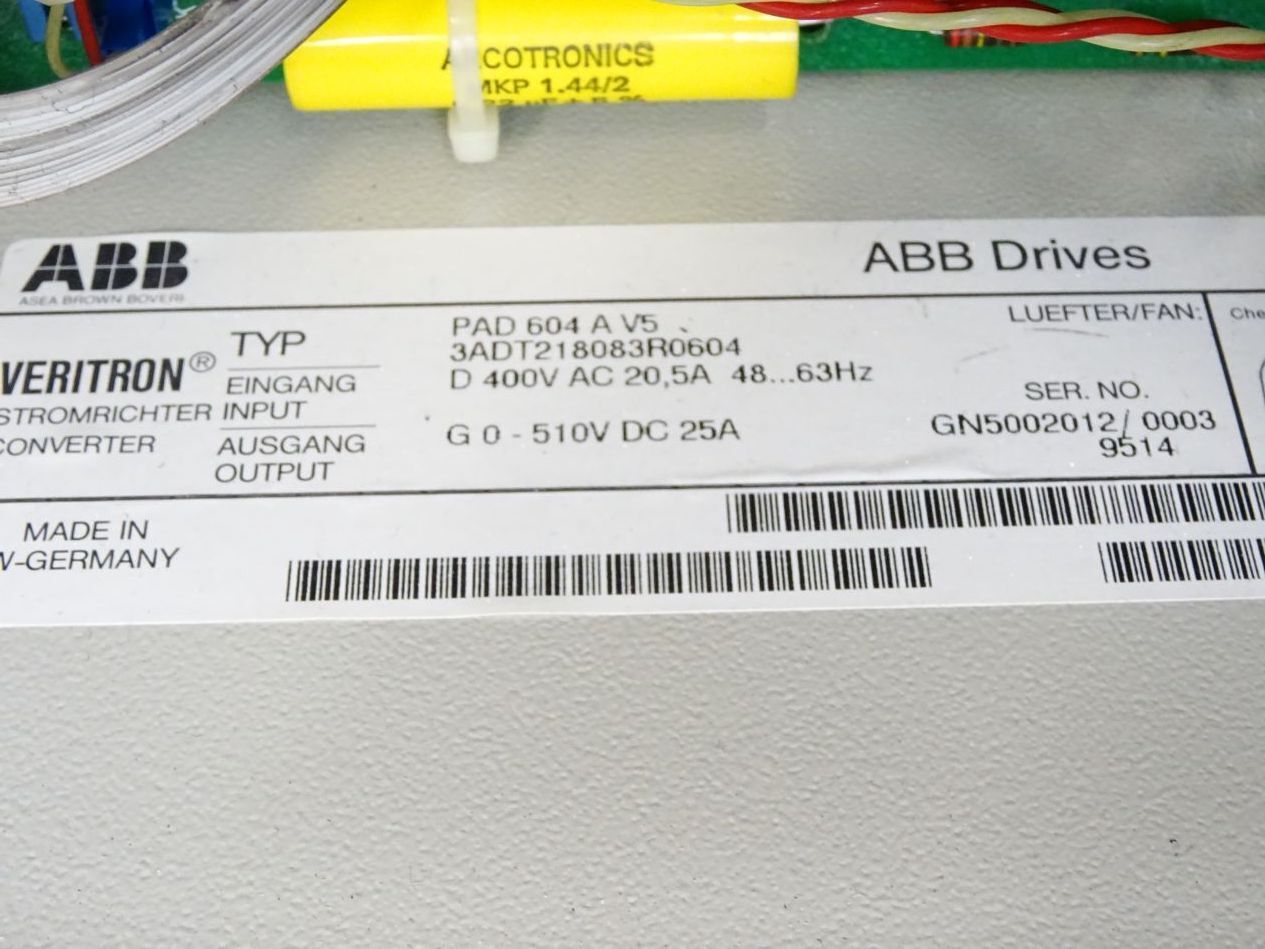 ARCOTRONICS
MKP 1.44/2
ABB
ASEA BROWN BOVERI
ABB Drives
VERITRON®
STROMRICHTER
CONVERTER
TYP
EINGANG
INPUT
AUSGANG
OUTPUT
PAD 604 A V5
3ADT218083R0604
D 400V AC 20,5A 48...63Hz
G 0 - 510V DC 25A
LUEFTER/FAN:
SER. NO.
GN5002012/ 0003
9514
MADE IN
W-GERMANY